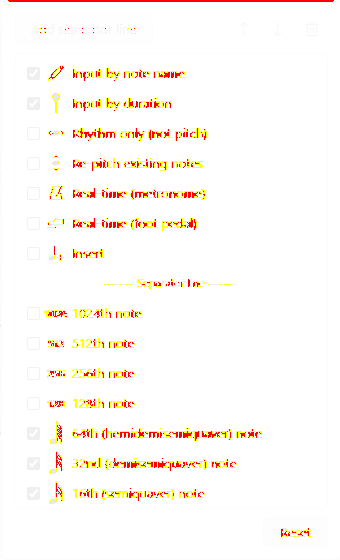 Input by note name
Input by duration
Rhythm only (not pitch)
Re-pitch existing notes
Real-time (metronome)
Real-time (foot pedal)
Insert
Separator line
1024th note
512th note
256th note
128th note
64th (hemidemisemiquaver) note
32nd (demisemiquaver) note
16th (semiquaver) note
Reset